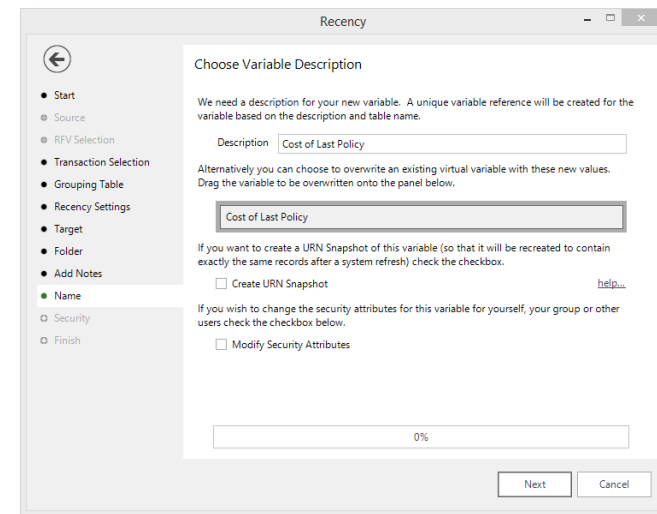 Recency
Choose Variable Description
Start
Source
RFV Selection
Transaction Selection
Grouping Table
Recency Settings
Target
Folder
Add Notes
Name
Security
Finish
We need a description for your new variable. A unique variable reference will be created for the
variable based on the description and table name.
Description Cost of Last Policy
Alternatively you can choose to overwrite an existing virtual variable with these new values.
Drag the variable to be overwritten onto the panel below.
Cost of Last Policy
If you want to create a URN Snapshot of this variable (so that it will be recreated to contain
exactly the same records after a system refresh) check the checkbox.
Create URN Snapshot help...
If you wish to change the security attributes for this variable for yourself, your group or other
users check the checkbox below.
Modify Security Attributes
0%
Next Cancel